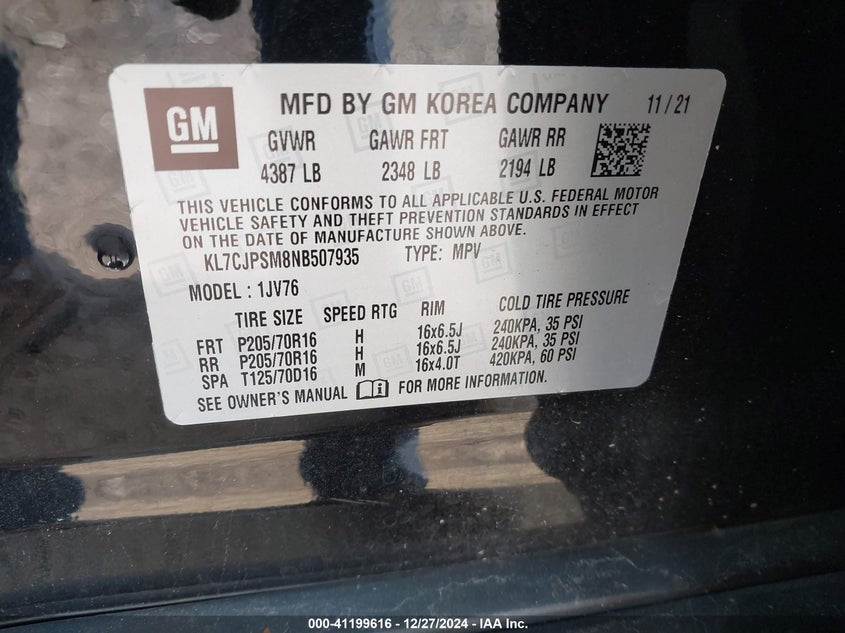 GM
MFD BY GM KOREA COMPANY 11/21
GVWR GAWR FRT GAWR RR
4387 LB 2348 LB 2194 LB
THIS VEHICLE CONFORMS TO ALL APPLICABLE U.S. FEDERAL MOTOR
VEHICLE SAFETY AND THEFT PREVENTION STANDARDS IN EFFECT
ON THE DATE OF MANUFACTURE SHOWN ABOVE.
KL7CJPSM8NB507935 TYPE: MPV
MODEL : 1JV76
TIRE SIZE SPEED RTG RIM COLD TIRE PRESSURE
FRT P205/70R16 H 16x6.5J 240KPA, 35 PSI
RR P205/70R16 H 16x6.5J 240KPA, 35 PSI
SPA T125/70D16 M 16x4.0T 420KPA, 60 PSI
SEE OWNER'S MANUAL FOR MORE INFORMATION.
000-41199616 - 12/27/2024 - IAA Inc.